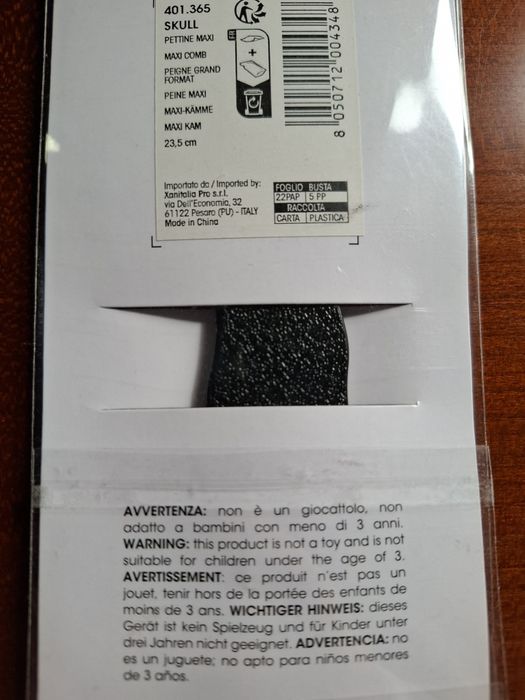 401.365
SKULL
PETTINE MAXI
MAXI COMB
PEIGNE GRAND
FORMAT
PEINE MAXI
MAXI-KÄMME
MAXI KAM
23,5 cm
FR
+
8 050712 004348
Importato da / Imported by:
Xanitalia Pro s.r.l.
via Dell'Economia, 32
61122 Pesaro (PU) - ITALY
Made in China
FOGLIO BUSTA
22PAP 5 PP
RACCOLTA
CARTA PLASTICA
AVVERTENZA: non è un giocattolo, non
adatto a bambini con meno di 3 anni.
WARNING: this product is not a toy and is not
suitable for children under the age of 3.
AVERTISSEMENT: ce produit n'est pas un
jouet, tenir hors de la portée des enfants de
moins de 3 ans. WICHTIGER HINWEIS: dieses
Gerät ist kein Spielzeug und für Kinder unter
drei Jahren nicht geeignet. ADVERTENCIA: no
es un juguete; no apto para niños menores
de 3 años.